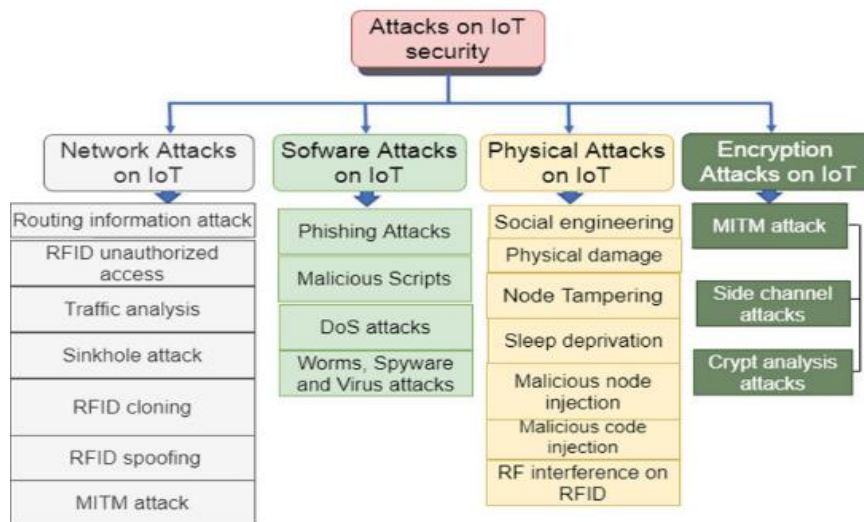 Attacks on IoT
security
Network Attacks
on IoT
Routing information attack
RFID unauthorized
access
Traffic analysis
Sinkhole attack
RFID cloning
RFID spoofing
MITM attack
Sofware Attacks
on IoT
Phishing Attacks
Malicious Scripts
DoS attacks
Worms, Spyware
and Virus attacks
Physical Attacks
on IoT
Social engineering
Physical damage
Node Tampering
Sleep deprivation
Malicious node
injection
Malicious code
injection
RF interference on
RFID
Encryption
Attacks on IoT
MITM attack
Side channel
attacks
Crypt analysis
attacks